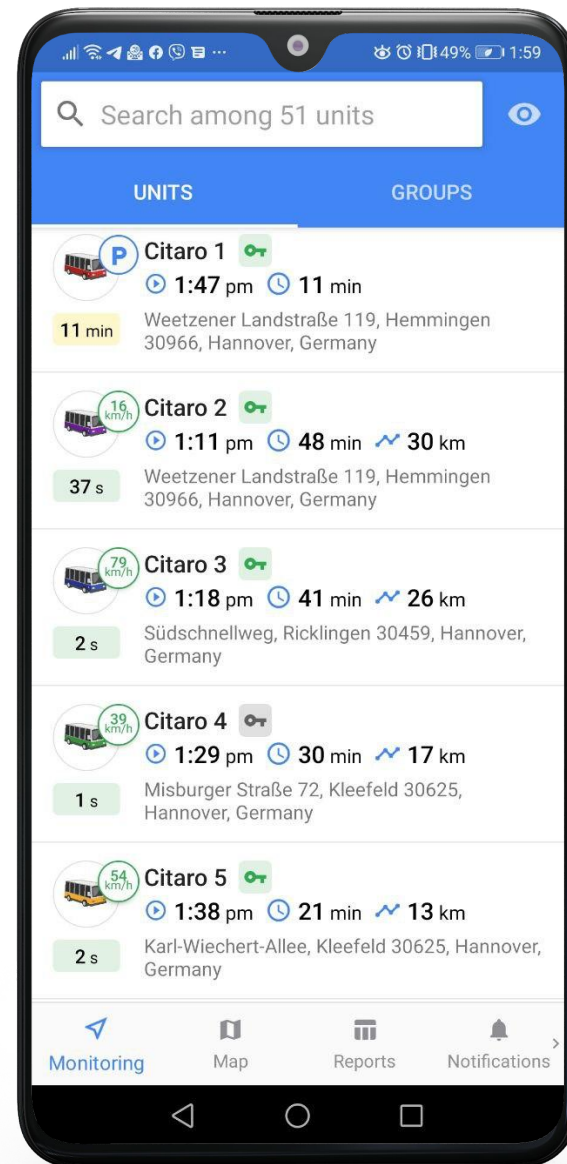 49% 1:59
Search among 51 units
UNITS GROUPS
P Citaro 1
1:47 pm 11 min
11 min
Weetzener Landstraße 119, Hemmingen
30966, Hannover, Germany
16 km/h
Citaro 2
1:11 pm 48 min 30 km
37 s
Weetzener Landstraße 119, Hemmingen
30966, Hannover, Germany
79 km/h
Citaro 3
1:18 pm 41 min 26 km
2 s
Südschnellweg, Ricklingen 30459, Hannover,
Germany
39 km/h
Citaro 4
1:29 pm 30 min 17 km
1 s
Misburger Straße 72, Kleefeld 30625,
Hannover, Germany
54 km/h
Citaro 5
1:38 pm 21 min 13 km
2 s
Karl-Wiechert-Allee, Kleefeld 30625, Hannover,
Germany
Monitoring Map Reports Notifications